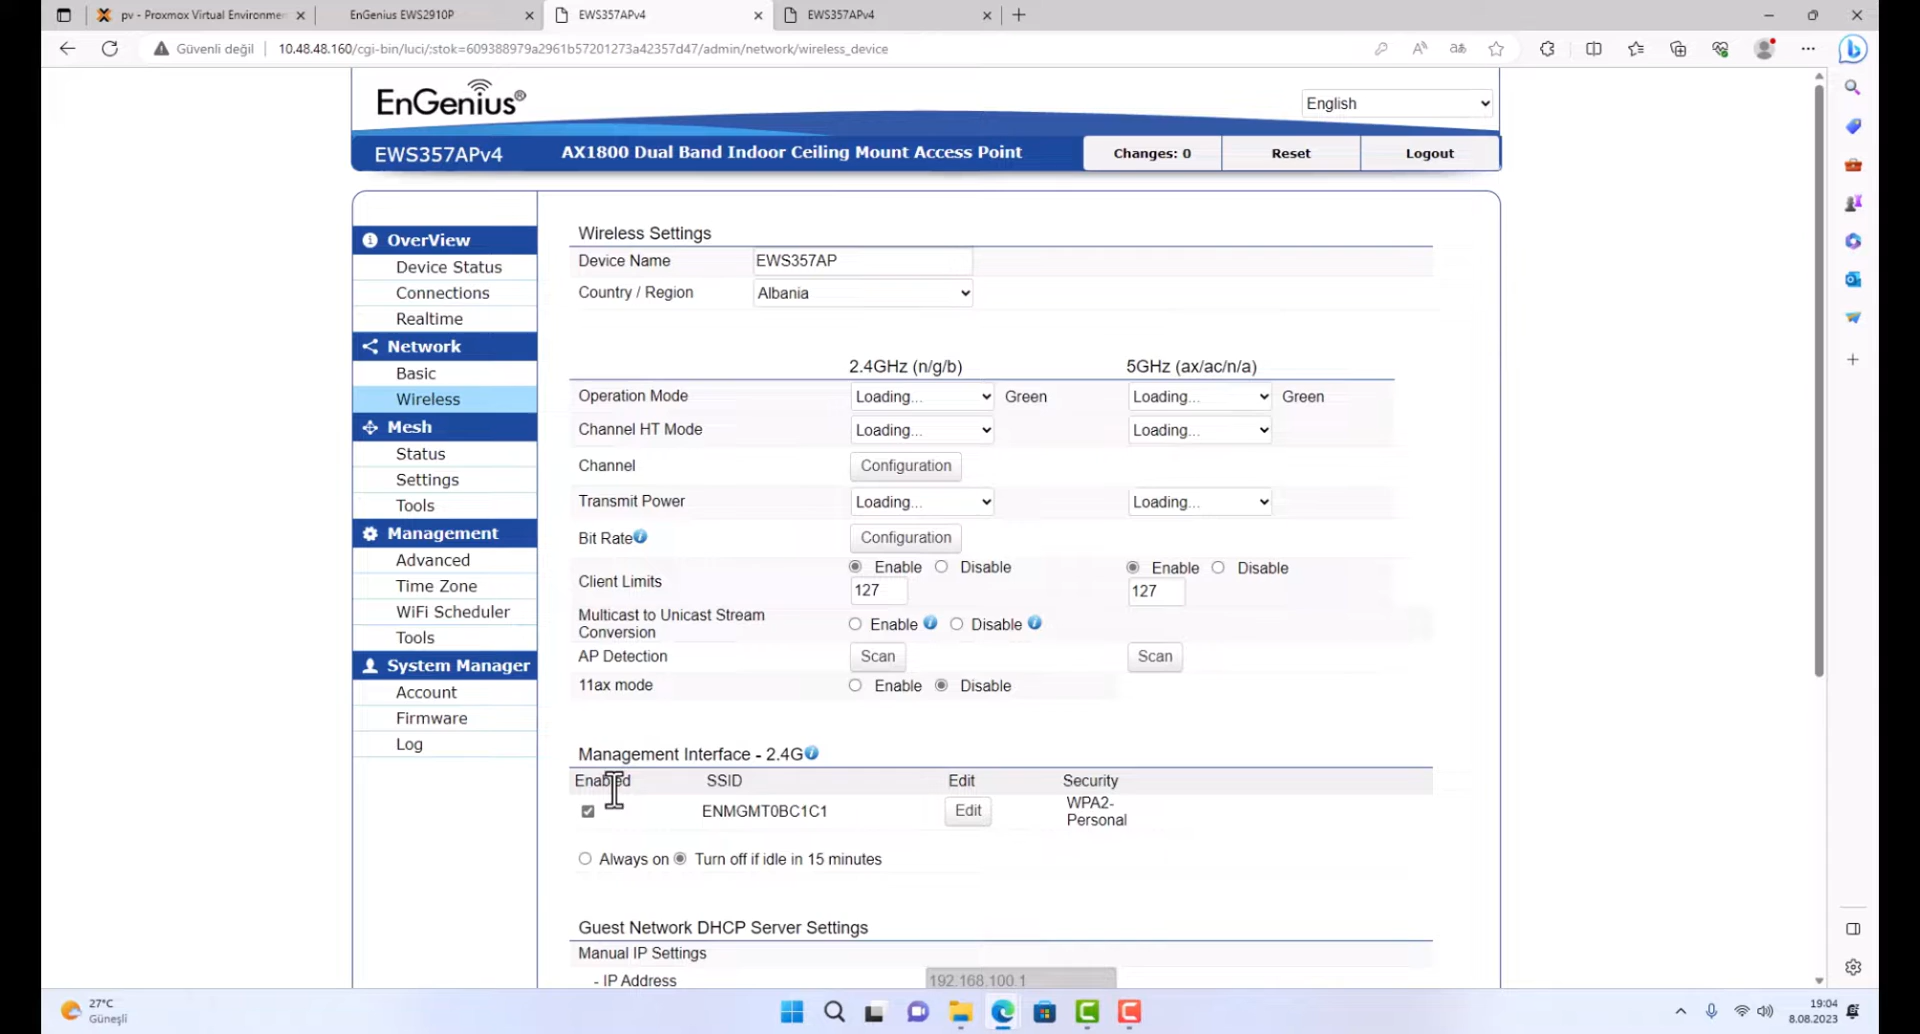 pv - Proxmox Virtual Environmen
EnGenius EWS2910P
EWS357APv4
EWS357APv4
Güvenli değil
10.48.48.160/cgi-bin/luci/;stok=609388979a2961b57201273a42357d47/admin/network/wireless_device
EnGenius®
English
EWS357APv4
AX1800 Dual Band Indoor Ceiling Mount Access Point
Changes: 0
Reset
Logout
OverView
Device Status
Connections
Realtime
Network
Basic
Wireless
Mesh
Status
Settings
Tools
Management
Advanced
Time Zone
WiFi Scheduler
Tools
System Manager
Account
Firmware
Log
Wireless Settings
Device Name EWS357AP
Country / Region Albania
2.4GHz (n/g/b) 5GHz (ax/ac/n/a)
Operation Mode Loading... Green Loading... Green
Channel HT Mode Loading... Loading...
Channel Configuration
Transmit Power Loading... Loading...
Bit Rate Configuration
Client Limits Enable Disable Enable Disable
127 127
Multicast to Unicast Stream
Conversion Enable Disable
AP Detection Scan Scan
11ax mode Enable Disable
Management Interface - 2.4G
Enabled SSID Edit Security
ENMGMT0BC1C1 Edit WPA2-
Personal
Always on Turn off if idle in 15 minutes
Guest Network DHCP Server Settings
Manual IP Settings
- IP Address 192.168.100.1
27°C
Güneşli
19:04
8.08.2023